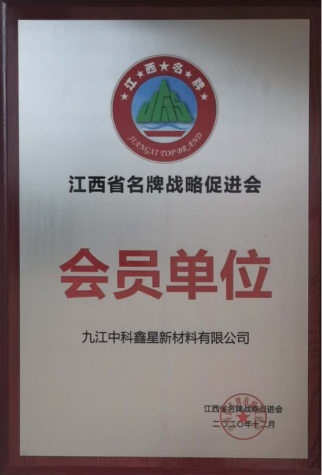 江西名牌
JIANGXI TOP BRAND
江西省名牌战略促进会
会员单位
九江中科鑫星新材料有限公司
江西省名牌战略促进会
二〇二〇年十二月